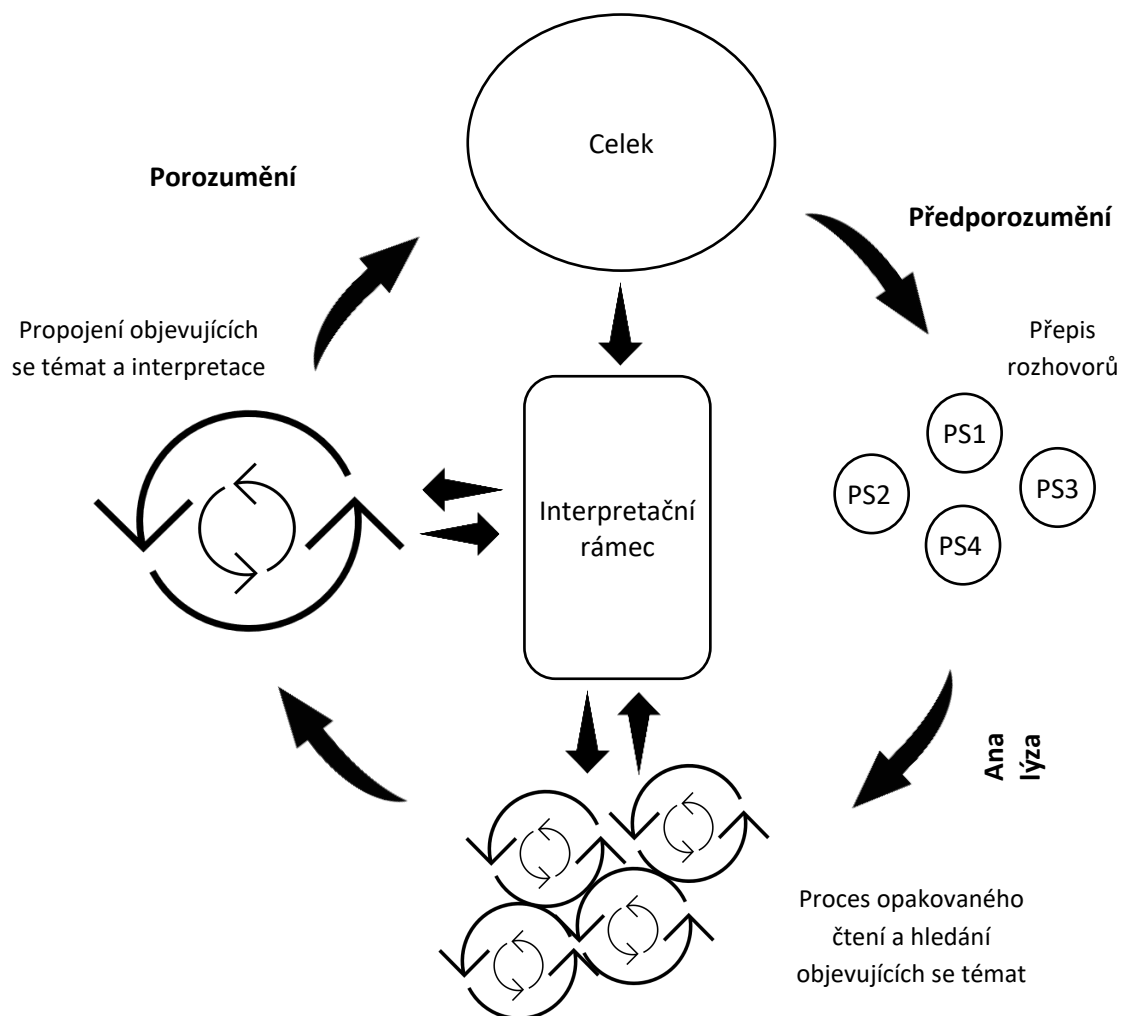 Celek
Porozumění
Předporozumění
Propojení objevujících
se témat a interpretace
Přepis
rozhovorů
PS1
PS2
PS3
PS4
Interpretační
rámec
Ana
lýza
Proces opakovaného
čtení a hledání
objevujících se témat